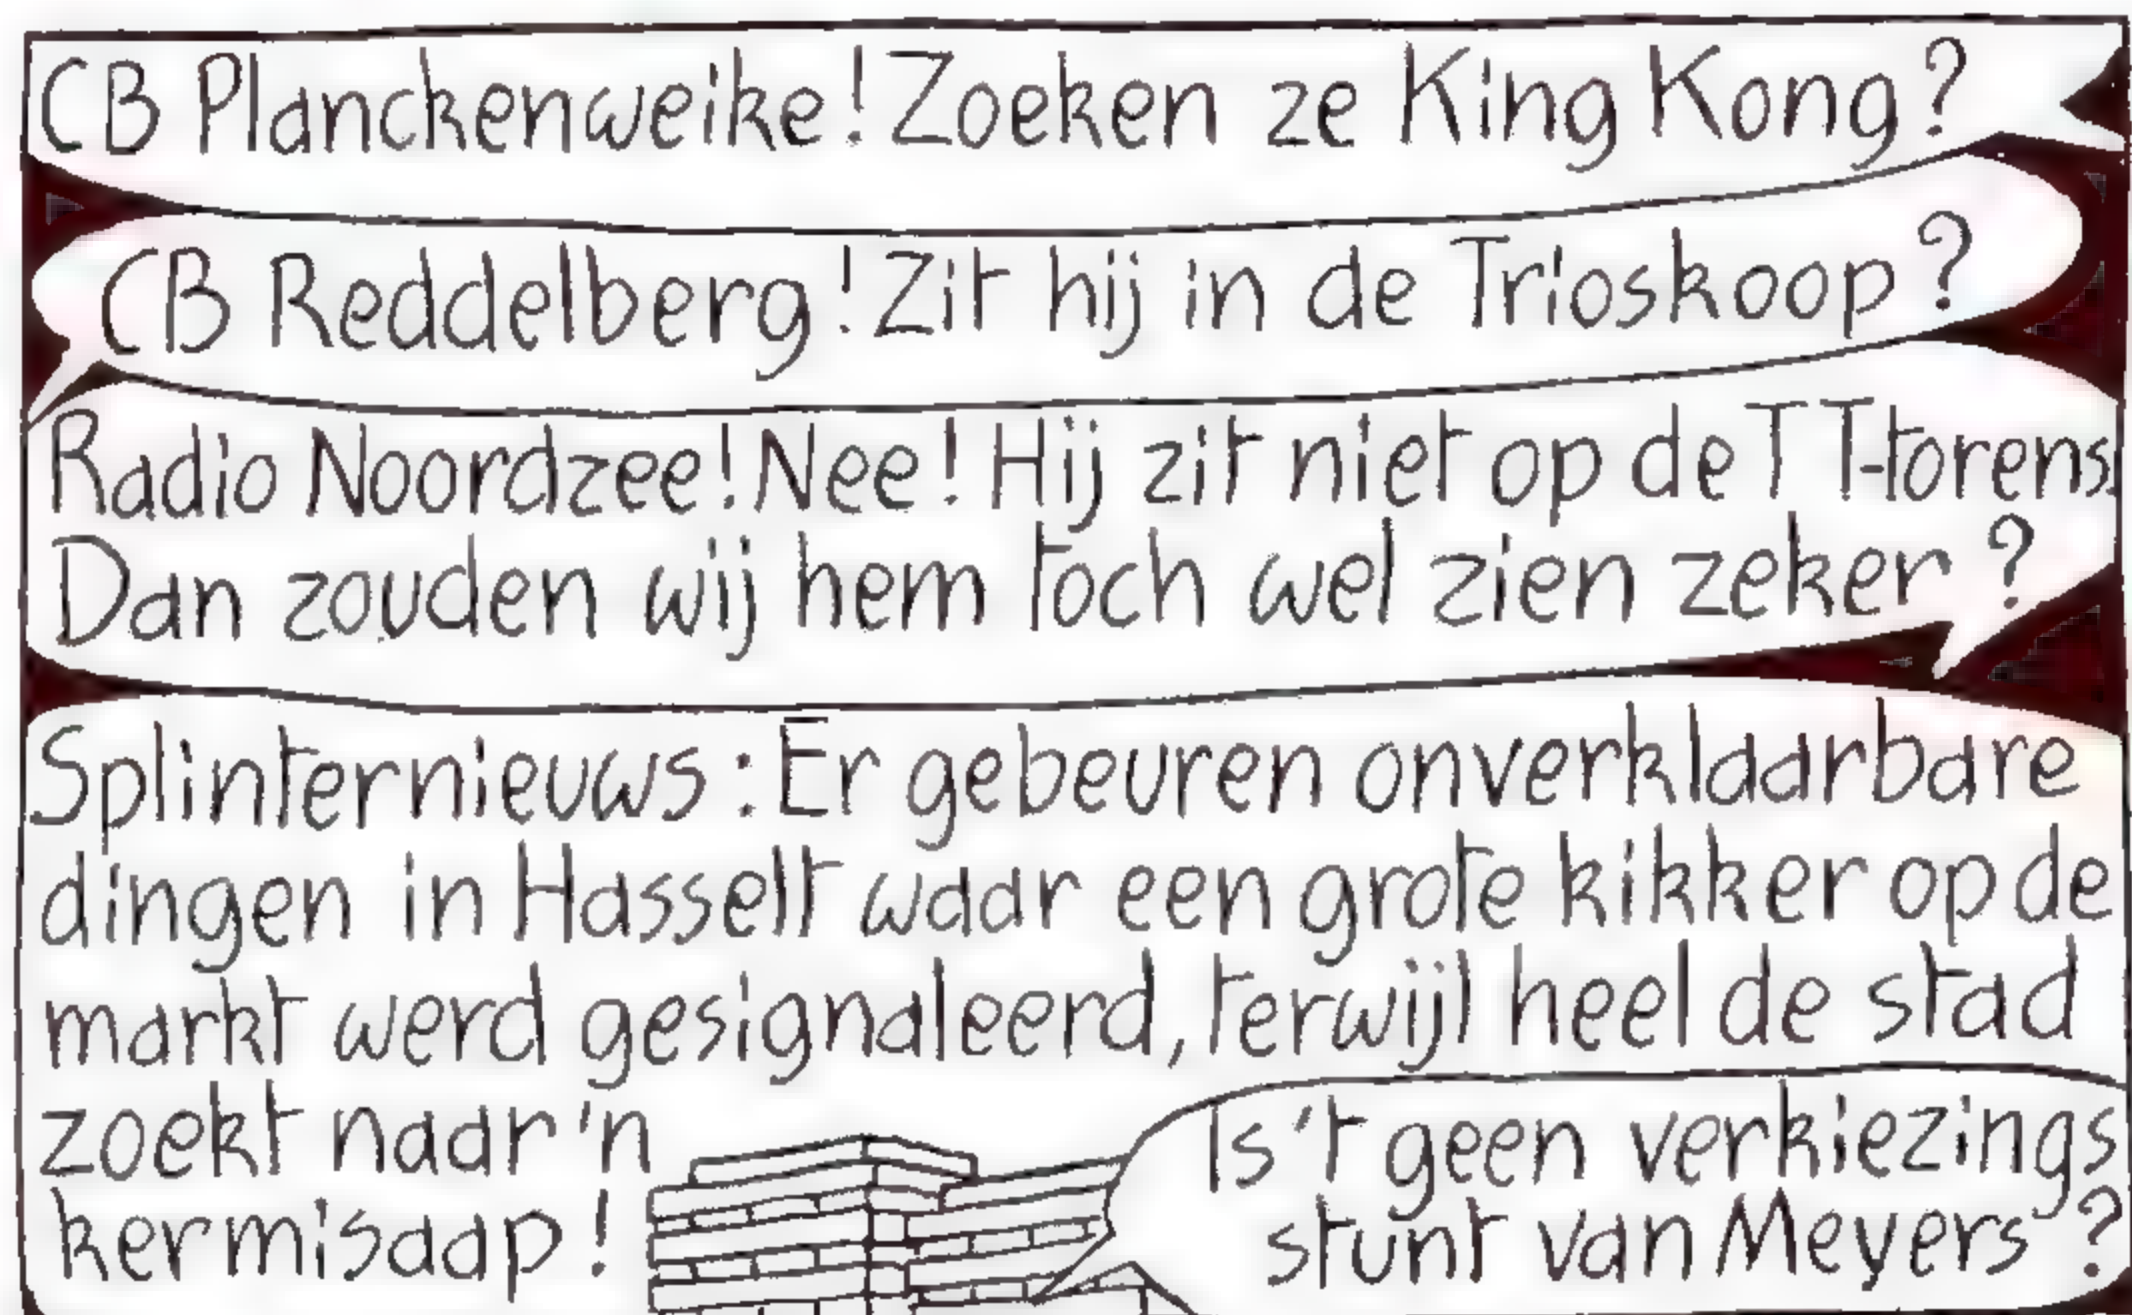 CB Planckenweike! Zoeken ze King Kong?
CB Reddelberg! Zit hij in de Trioskoop?
Radio Noordzee! Nee! Hij zit niet op de TT-torens.
Dan zouden wij hem toch wel zien zeker?
Splinternieuws: Er gebeuren onverklaarbare
dingen in Hasselt waar een grote kikker op de
markt werd gesignaleerd, terwijl heel de stad
zoekt naar 'n
kermisaap!
Is 't geen verkiezings
stunt van Meyers?